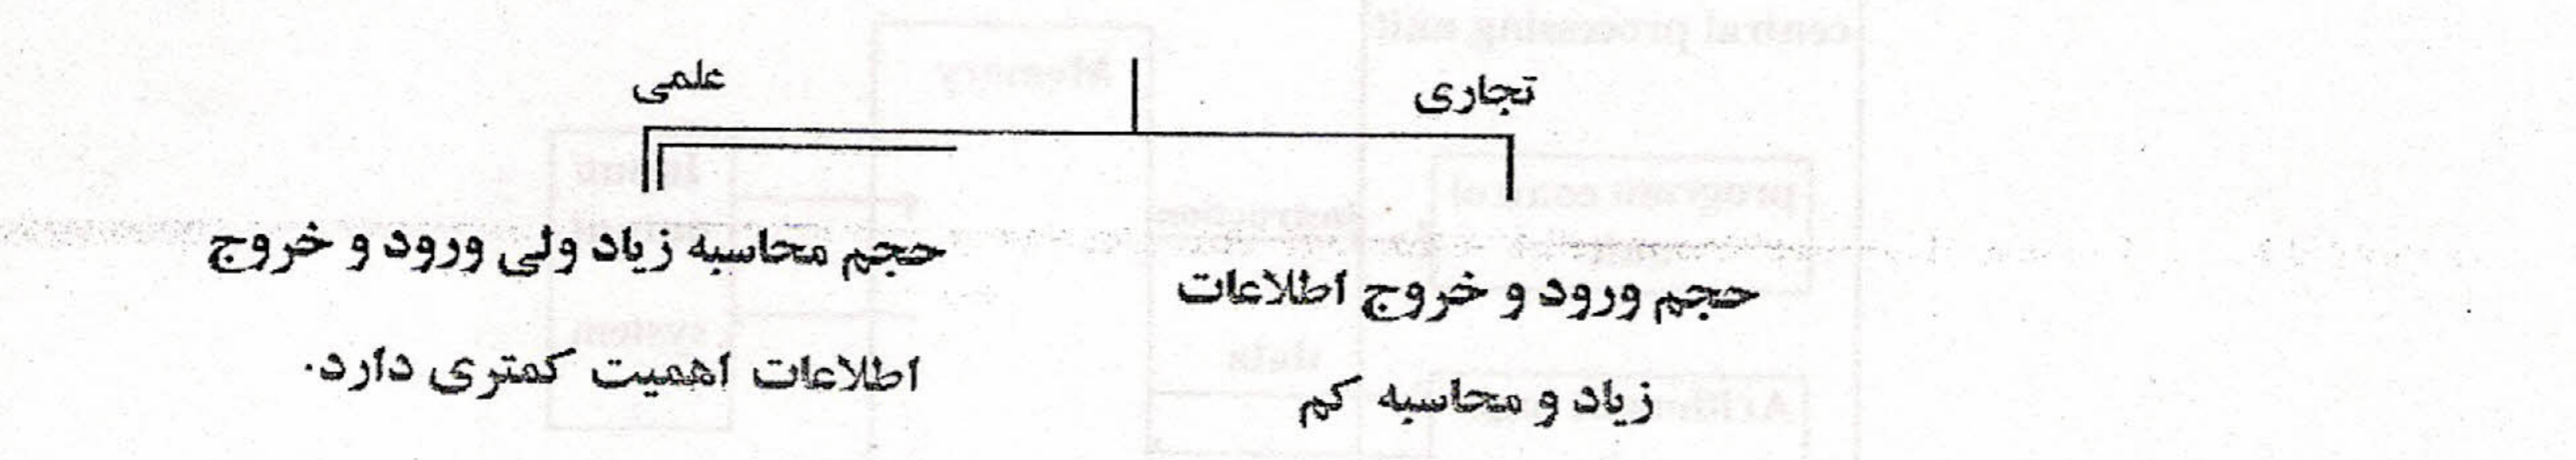 تجاری
علمی
حجم ورود و خروج اطلاعات
زیاد و محاسبه کم
حجم محاسبه زیاد ولی ورود و خروج
اطلاعات اهمیت کمتری دارد.